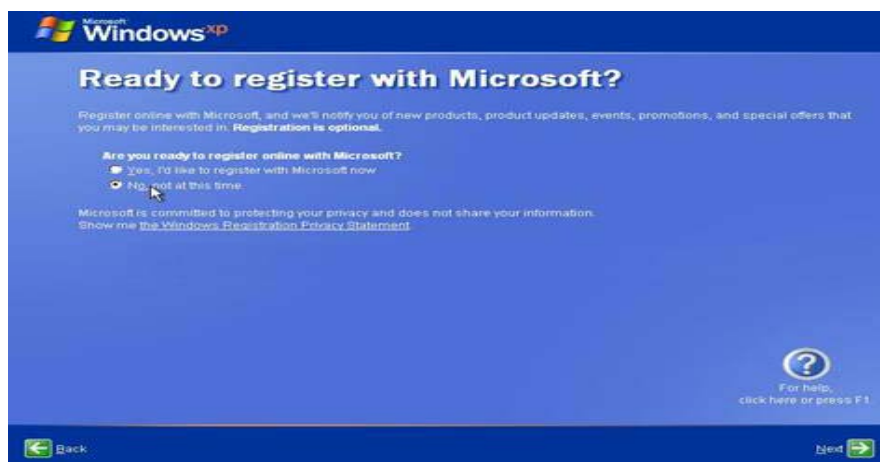 Microsoft
Windows xp
Ready to register with Microsoft?
Register online with Microsoft, and we'll notify you of new products, product updates, events, promotions, and special offers that
you may be interested in. Registration is optional.
Are you ready to register online with Microsoft?
Yes, I'd like to register with Microsoft now
No, not at this time
Microsoft is committed to protecting your privacy and does not share your information.
Show me the Windows Registration Privacy Statement.
?
For help,
click here or press F1.
Back
Next